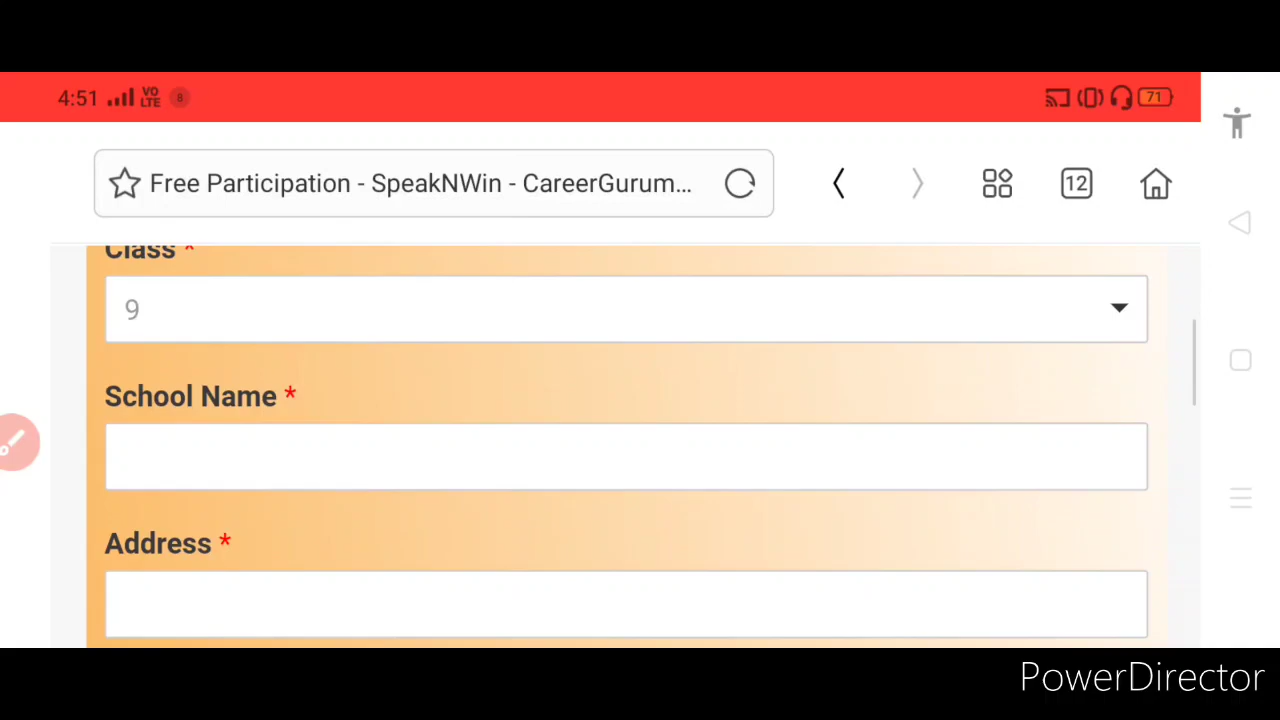 4:51 VO LTE 8 71
Free Participation - SpeakNWin - CareerGurum... 12
Class *
9
School Name *
Address *
PowerDirector